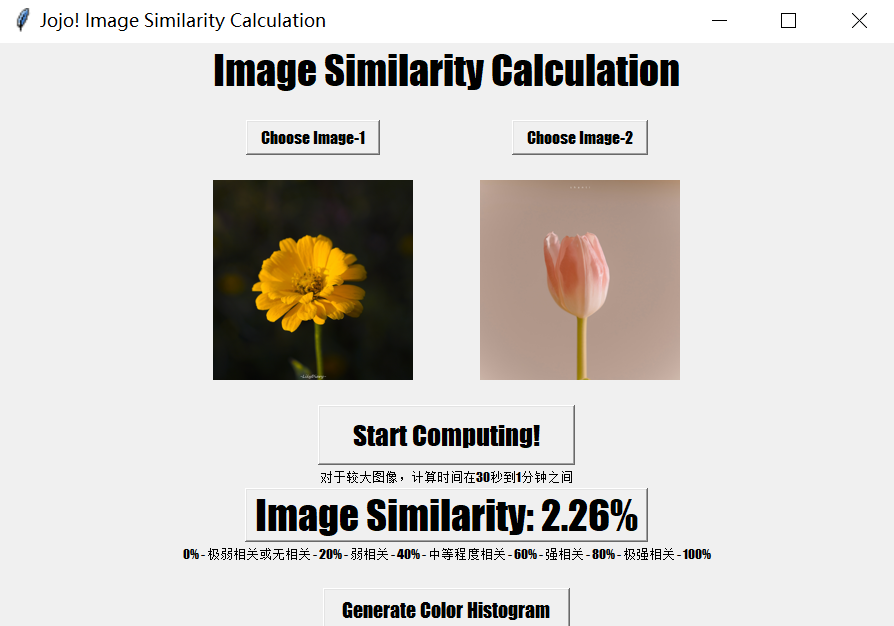 Jojo! Image Similarity Calculation
Image Similarity Calculation
Choose Image-1
Choose Image-2
Start Computing!
对于较大图像，计算时间在30秒到1分钟之间
Image Similarity: 2.26%
0%-极弱相关或无相关-20%-弱相关-40%-中等程度相关-60%-强相关-80%-极强相关-100%
Generate Color Histogram